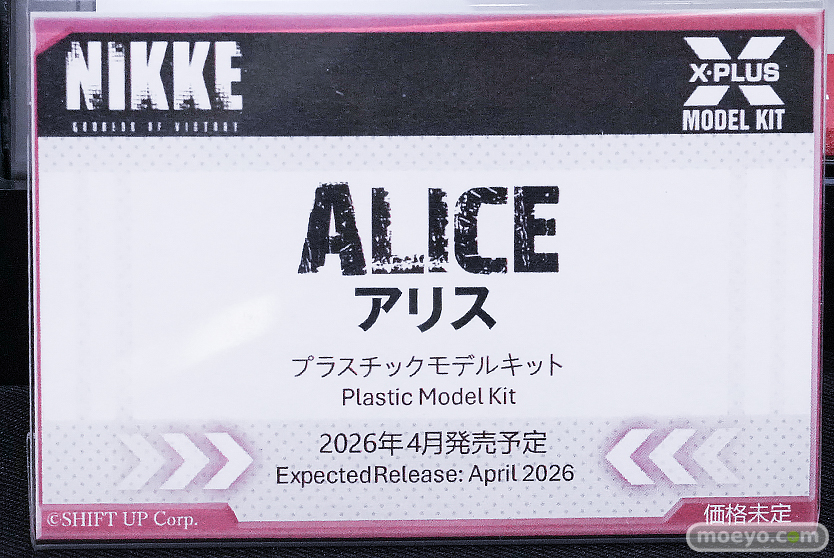 NIKKE
GODDESS OF VICTORY
X-PLUS
MODEL KIT
ALICE
アリス
プラスチックモデルキット
Plastic Model Kit
2026年4月発売予定
Expected Release: April 2026
©SHIFT UP Corp.
価格未定
moeyo.com